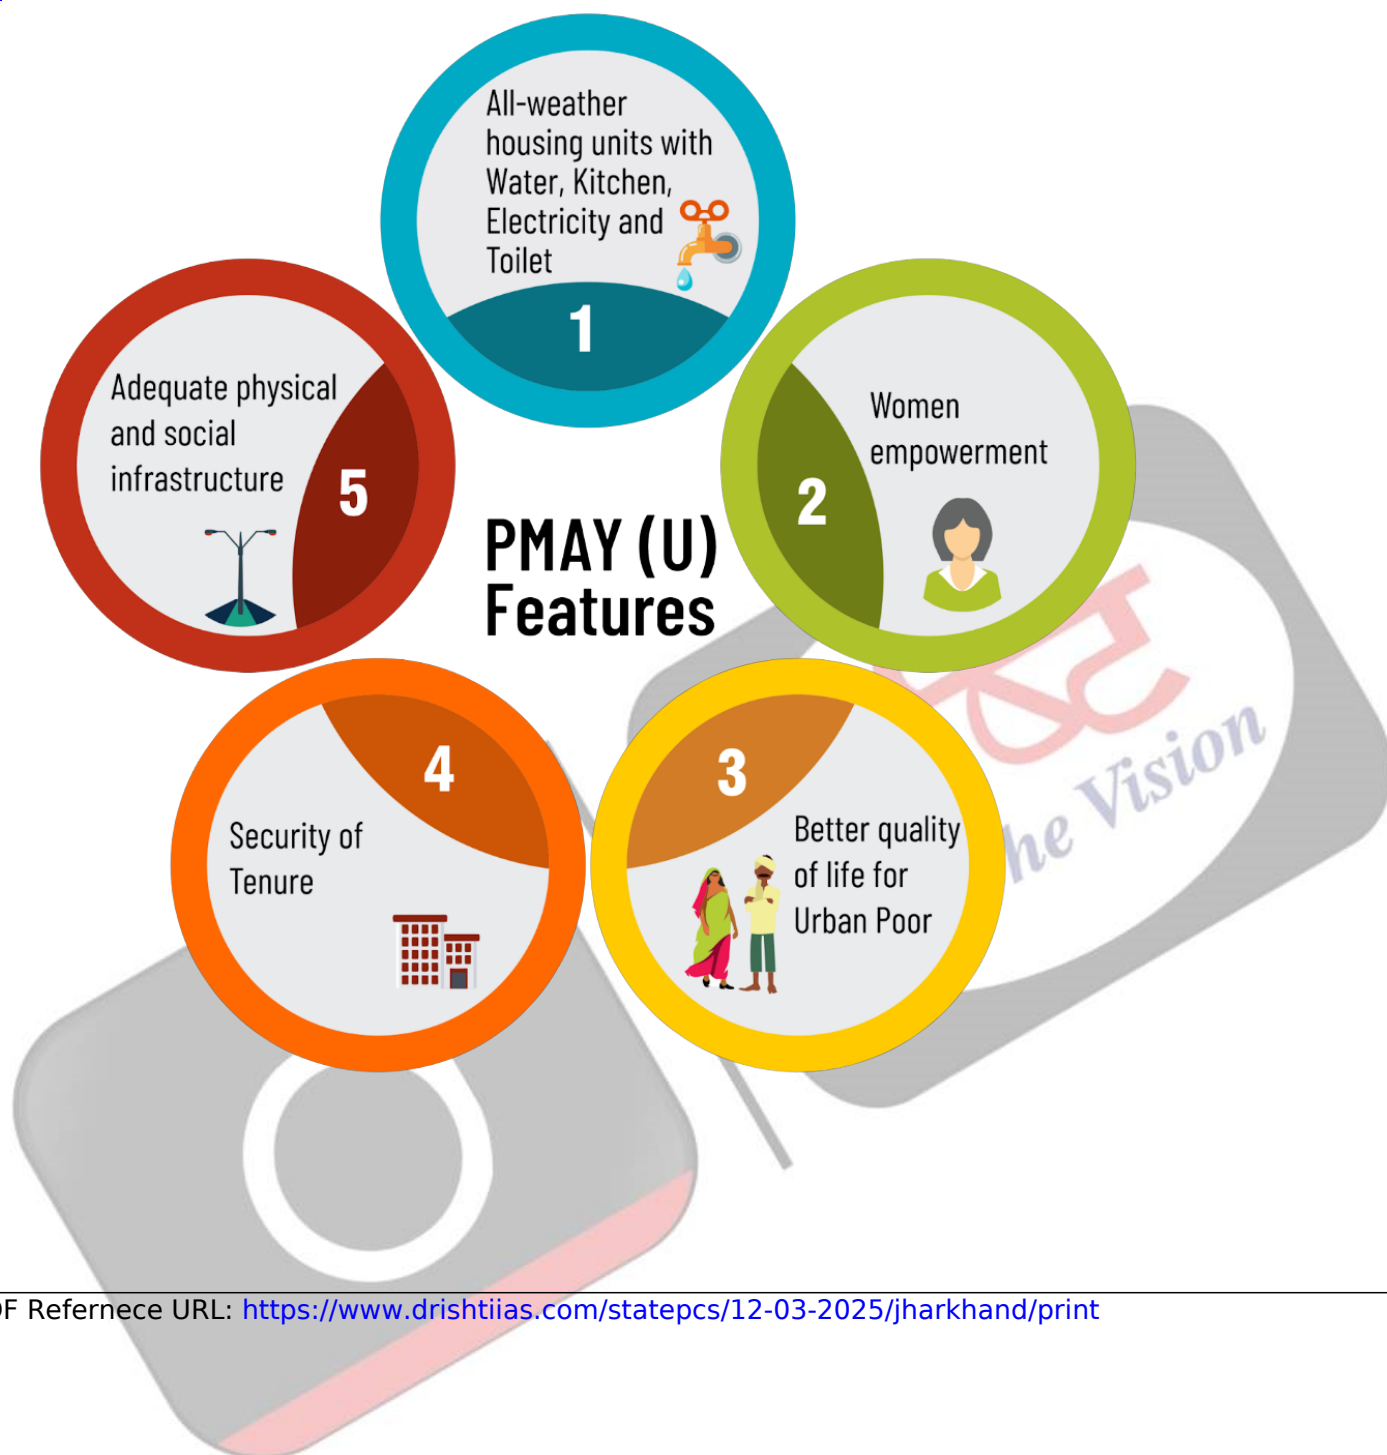 All-weather
housing units with
Water, Kitchen,
Electricity and
Toilet
1
Women
empowerment
2
3
Better quality
of life for
Urban Poor
4
Security of
Tenure
Adequate physical
and social
infrastructure
5
PMAY (U)
Features
he Vision
F Refernece URL: https://www.drishtiias.com/statepcs/12-03-2025/jharkhand/print